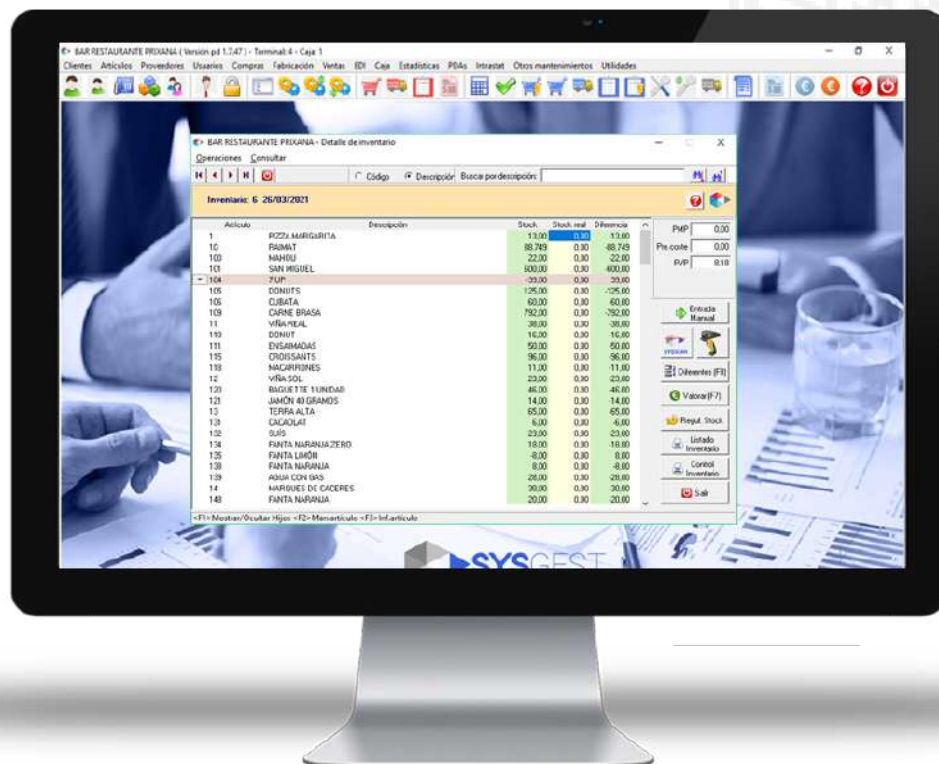 BAR RESTAURANTE PRIXANA ( Versión pd 1.7.47 ) - Terminal: 4 - Caja 1
Clientes Artículos Proveedores Usuarios Compras Fabricación Ventas EDI Caja Estadísticas PDAs Intrastat Otros mantenimientos Utilidades
BAR RESTAURANTE PRIXANA - Detalle de inventario
Operaciones Consultar
Código Descripción Buscar por descripción:
Inventario: 6 26/03/2021
Artículo Descripción Stock Stock real Diferencia
1 PIZZA MARGARITA 13,00 0,00 -13,00
10 RAIMAT 88,749 0,00 -88,749
100 MAHOU 22,00 0,00 -22,00
101 SAN MIGUEL 600,00 0,00 -600,00
104 7 UP -39,00 0,00 39,00
105 DONUTS 125,00 0,00 -125,00
106 CUBATA 60,00 0,00 -60,00
109 CARNE BRASA 792,00 0,00 -792,00
11 VIÑA REAL 38,00 0,00 -38,00
110 DONUT 16,00 0,00 -16,00
111 ENSAIMADAS 50,00 0,00 -50,00
115 CROISSANTS 96,00 0,00 -96,00
118 MACARRONES 11,00 0,00 -11,00
12 VIÑA SOL 23,00 0,00 -23,00
120 BAGUETTE 1 UNIDAD 46,00 0,00 -46,00
121 JAMÓN 40 GRAMOS 14,00 0,00 -14,00
13 TERRA ALTA 65,00 0,00 -65,00
131 CACAOLAT 6,00 0,00 -6,00
132 SUÍS 23,00 0,00 -23,00
134 FANTA NARANJA ZERO 18,00 0,00 -18,00
135 FANTA LIMÓN -8,00 0,00 8,00
138 FANTA NARANJA 8,00 0,00 -8,00
139 AGUA CON GAS 28,00 0,00 -28,00
14 MARQUES DE CACERES 30,00 0,00 -30,00
140 FANTA NARANJA 20,00 0,00 -20,00
PMP 0,00
Pre.coste 0,00
PVP
Entrada Manual
SYSSCAN
Diferentes (F8)
Valorar(F7)
Regul. Stock
Listado Inventario
Control Inventario
Salir
<F1> Mostrar/Ocultar Hijos <F2> Mam.artículo <F3> Inf.artículo
SYSGEST